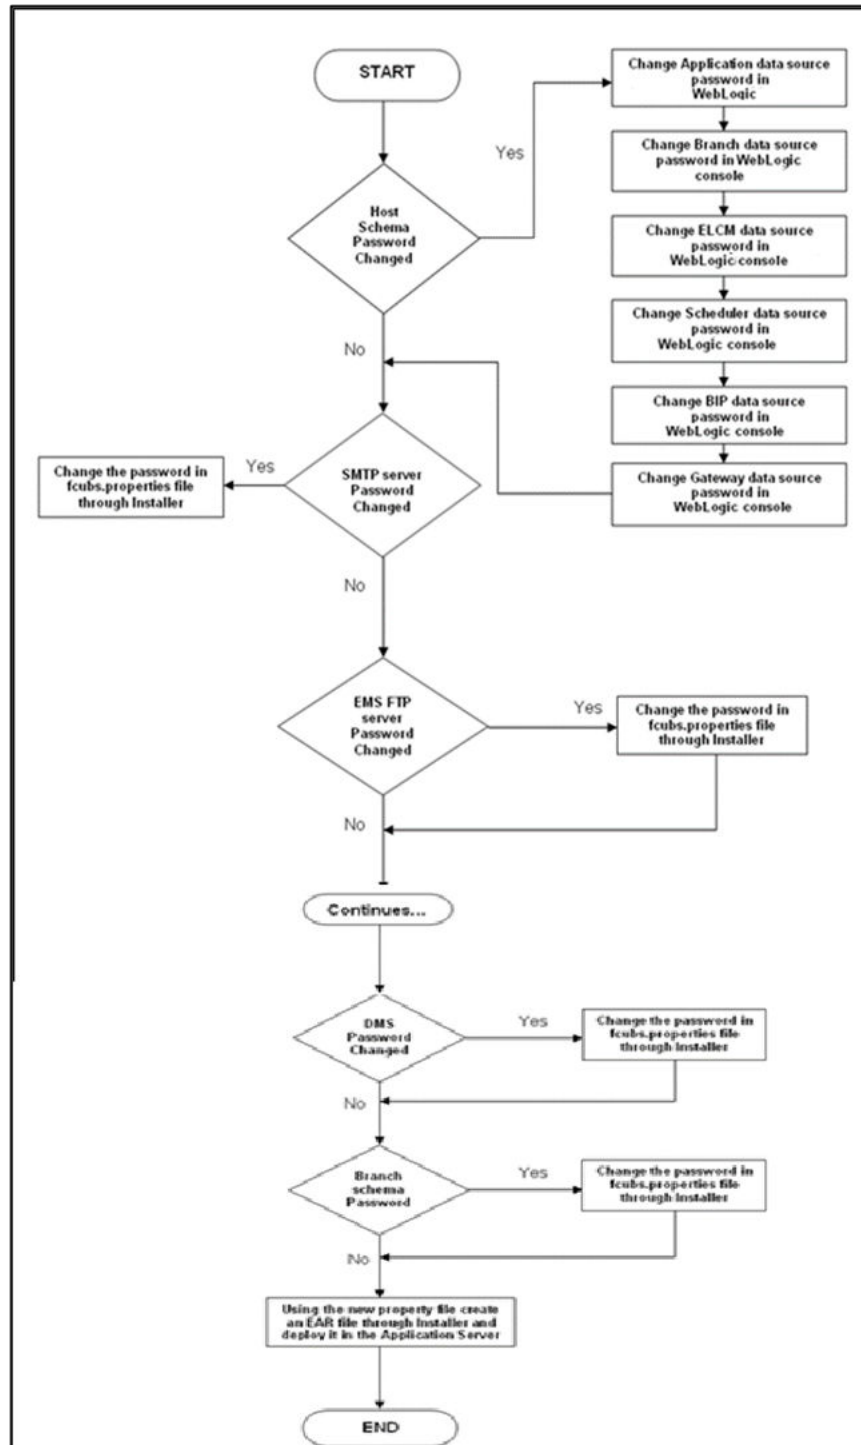 START
Yes
Change Application data source
password in
WebLogic
Change Branch data source
password in WebLogic
console
Host
Schema
Password
Changed
Change ELCM data source
password in
WebLogic console
Change Scheduler data source
password in
WebLogic console
No
Change BIP data source
password in
WebLogic console
Change the password in
fcubs.properties file
through Installer
Yes
SMTP server
Password
Changed
Change Gateway data source
password in
WebLogic console
No
EMS FTP
server
Password
Changed
Yes
Change the password in
fcubs.properties file
through Installer
No
Continues...
DMS
Password
Changed
Yes
Change the password in
fcubs.properties file
through Installer
No
Branch
schema
Password
Yes
Change the password in
fcubs.properties file
through Installer
No
Using the new property file create
an EAR file through Installer and
deploy it in the Application Server
END